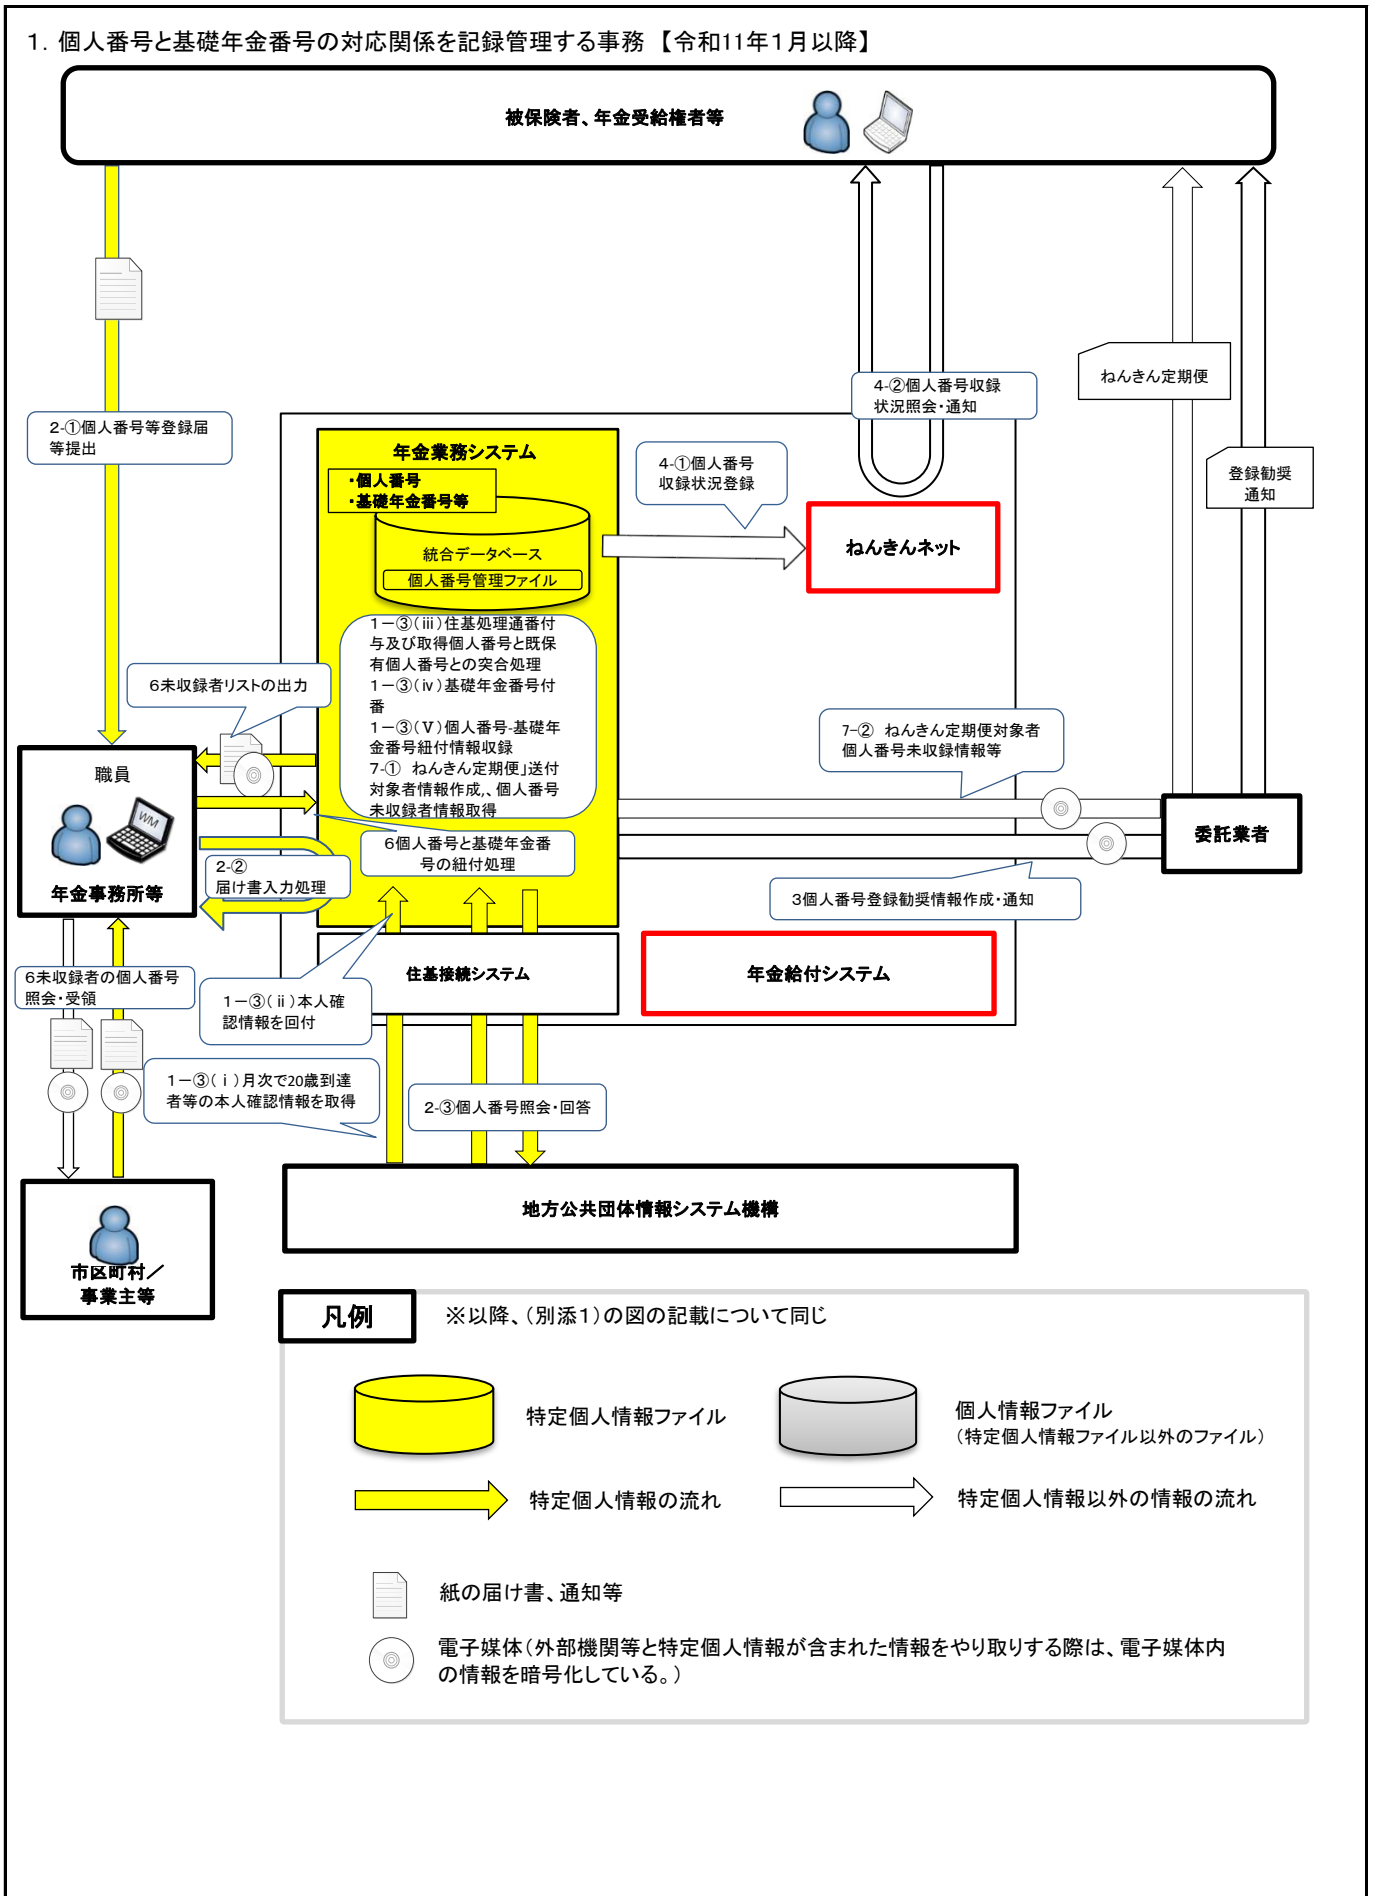 １．個人番号と基礎年金番号の対応関係を記録管理する事務 【令和11年１月以降】
被保険者、年金受給権者等
ねんきん定期便
4-②個人番号収録
状況照会・通知
2-①個人番号等登録届
等提出
登録勧奨
通知
年金業務システム
・個人番号
・基礎年金番号等
4-①個人番号
収録状況登録
統合データベース
個人番号管理ファイル
ねんきんネット
１－③（ⅲ）住基処理通番付
与及び取得個人番号と既保
有個人番号との突合処理
１－③（ⅳ）基礎年金番号付
番
１－③（Ⅴ）個人番号-基礎年
金番号紐付情報収録
7-① ねんきん定期便」送付
対象者情報作成,、個人番号
未収録者情報取得
6未収録者リストの出力
7-② ねんきん定期便対象者
個人番号未収録情報等
職員
WM
年金事務所等
委託業者
6個人番号と基礎年金番
号の紐付処理
2-②
届け書入力処理
3個人番号登録勧奨情報作成・通知
住基接続システム
年金給付システム
6未収録者の個人番号
照会・受領
１－③（ⅱ）本人確
認情報を回付
１－③（ⅰ）月次で20歳到達
者等の本人確認情報を取得
2-③個人番号照会・回答
地方公共団体情報システム機構
市区町村／
事業主等
凡例
※以降、（別添１）の図の記載について同じ
特定個人情報ファイル
個人情報ファイル
（特定個人情報ファイル以外のファイル）
特定個人情報の流れ
特定個人情報以外の情報の流れ
紙の届け書、通知等
電子媒体（外部機関等と特定個人情報が含まれた情報をやり取りする際は、電子媒体内
の情報を暗号化している。）